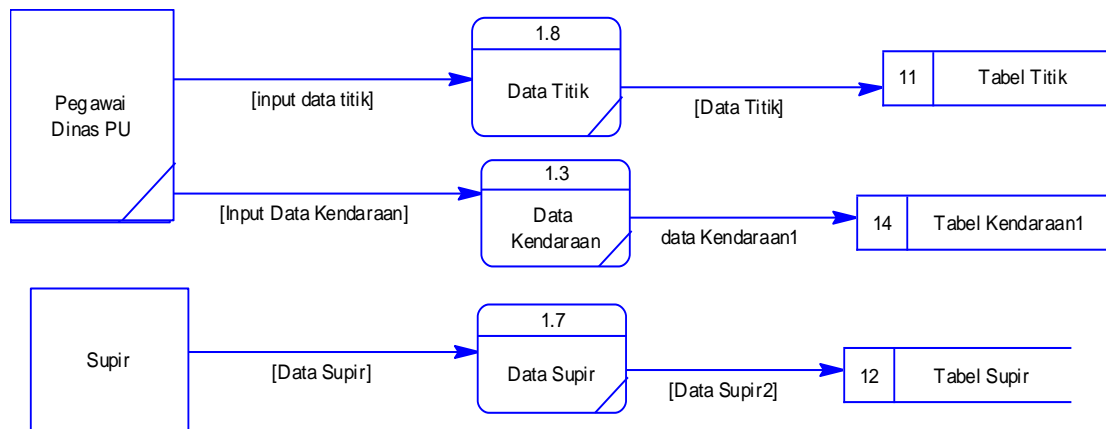 1.8
Pegawai
Dinas PU
[input data titik]
Data Titik
[Data Titik]
11
Tabel Titik
1.3
[Input Data Kendaraan]
Data
Kendaraan
data Kendaraan1
14
Tabel Kendaraan1
1.7
Supir
[Data Supir]
Data Supir
[Data Supir2]
12
Tabel Supir